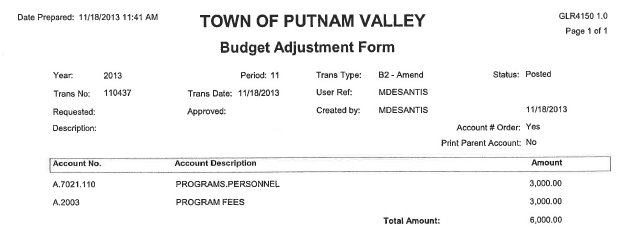 Date Prepared: 11/18/2013 11:41 AM TOWN OF PUTNAM VALLEY GLR4150 1.0
Page 1 of 1
Budget Adjustment Form
Year: 2013 Period: 11 Trans Type: B2 - Amend Status: Posted
Trans No: 110437 Trans Date: 11/18/2013 User Ref: MDESANTIS
Requested: Approved: Created by: MDESANTIS 11/18/2013
Description: Account # Order: Yes
Print Parent Account: No
Account No. Account Description Amount
A.7021.110 PROGRAMS.PERSONNEL 3,000.00
A.2003 PROGRAM FEES 3,000.00
Total Amount: 6,000.00